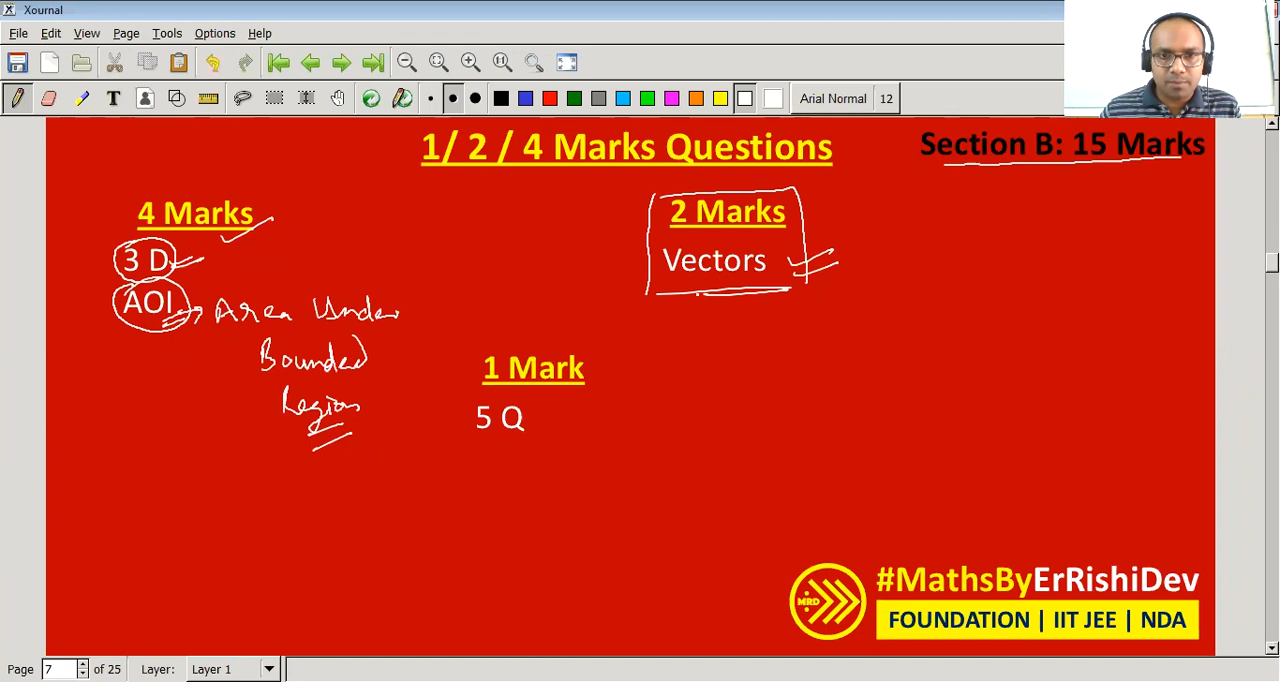 Xournal
File Edit View Page Tools Options Help
Arial Normal 12
1/ 2 / 4 Marks Questions
Section B: 15 Marks
4 Marks
3 D
AOI
Area Under
Bounded
Region
2 Marks
Vectors
1 Mark
5 Q
MRD
#MathsByErRishiDev
FOUNDATION | IIT JEE | NDA
Page 7 of 25 Layer: Layer 1